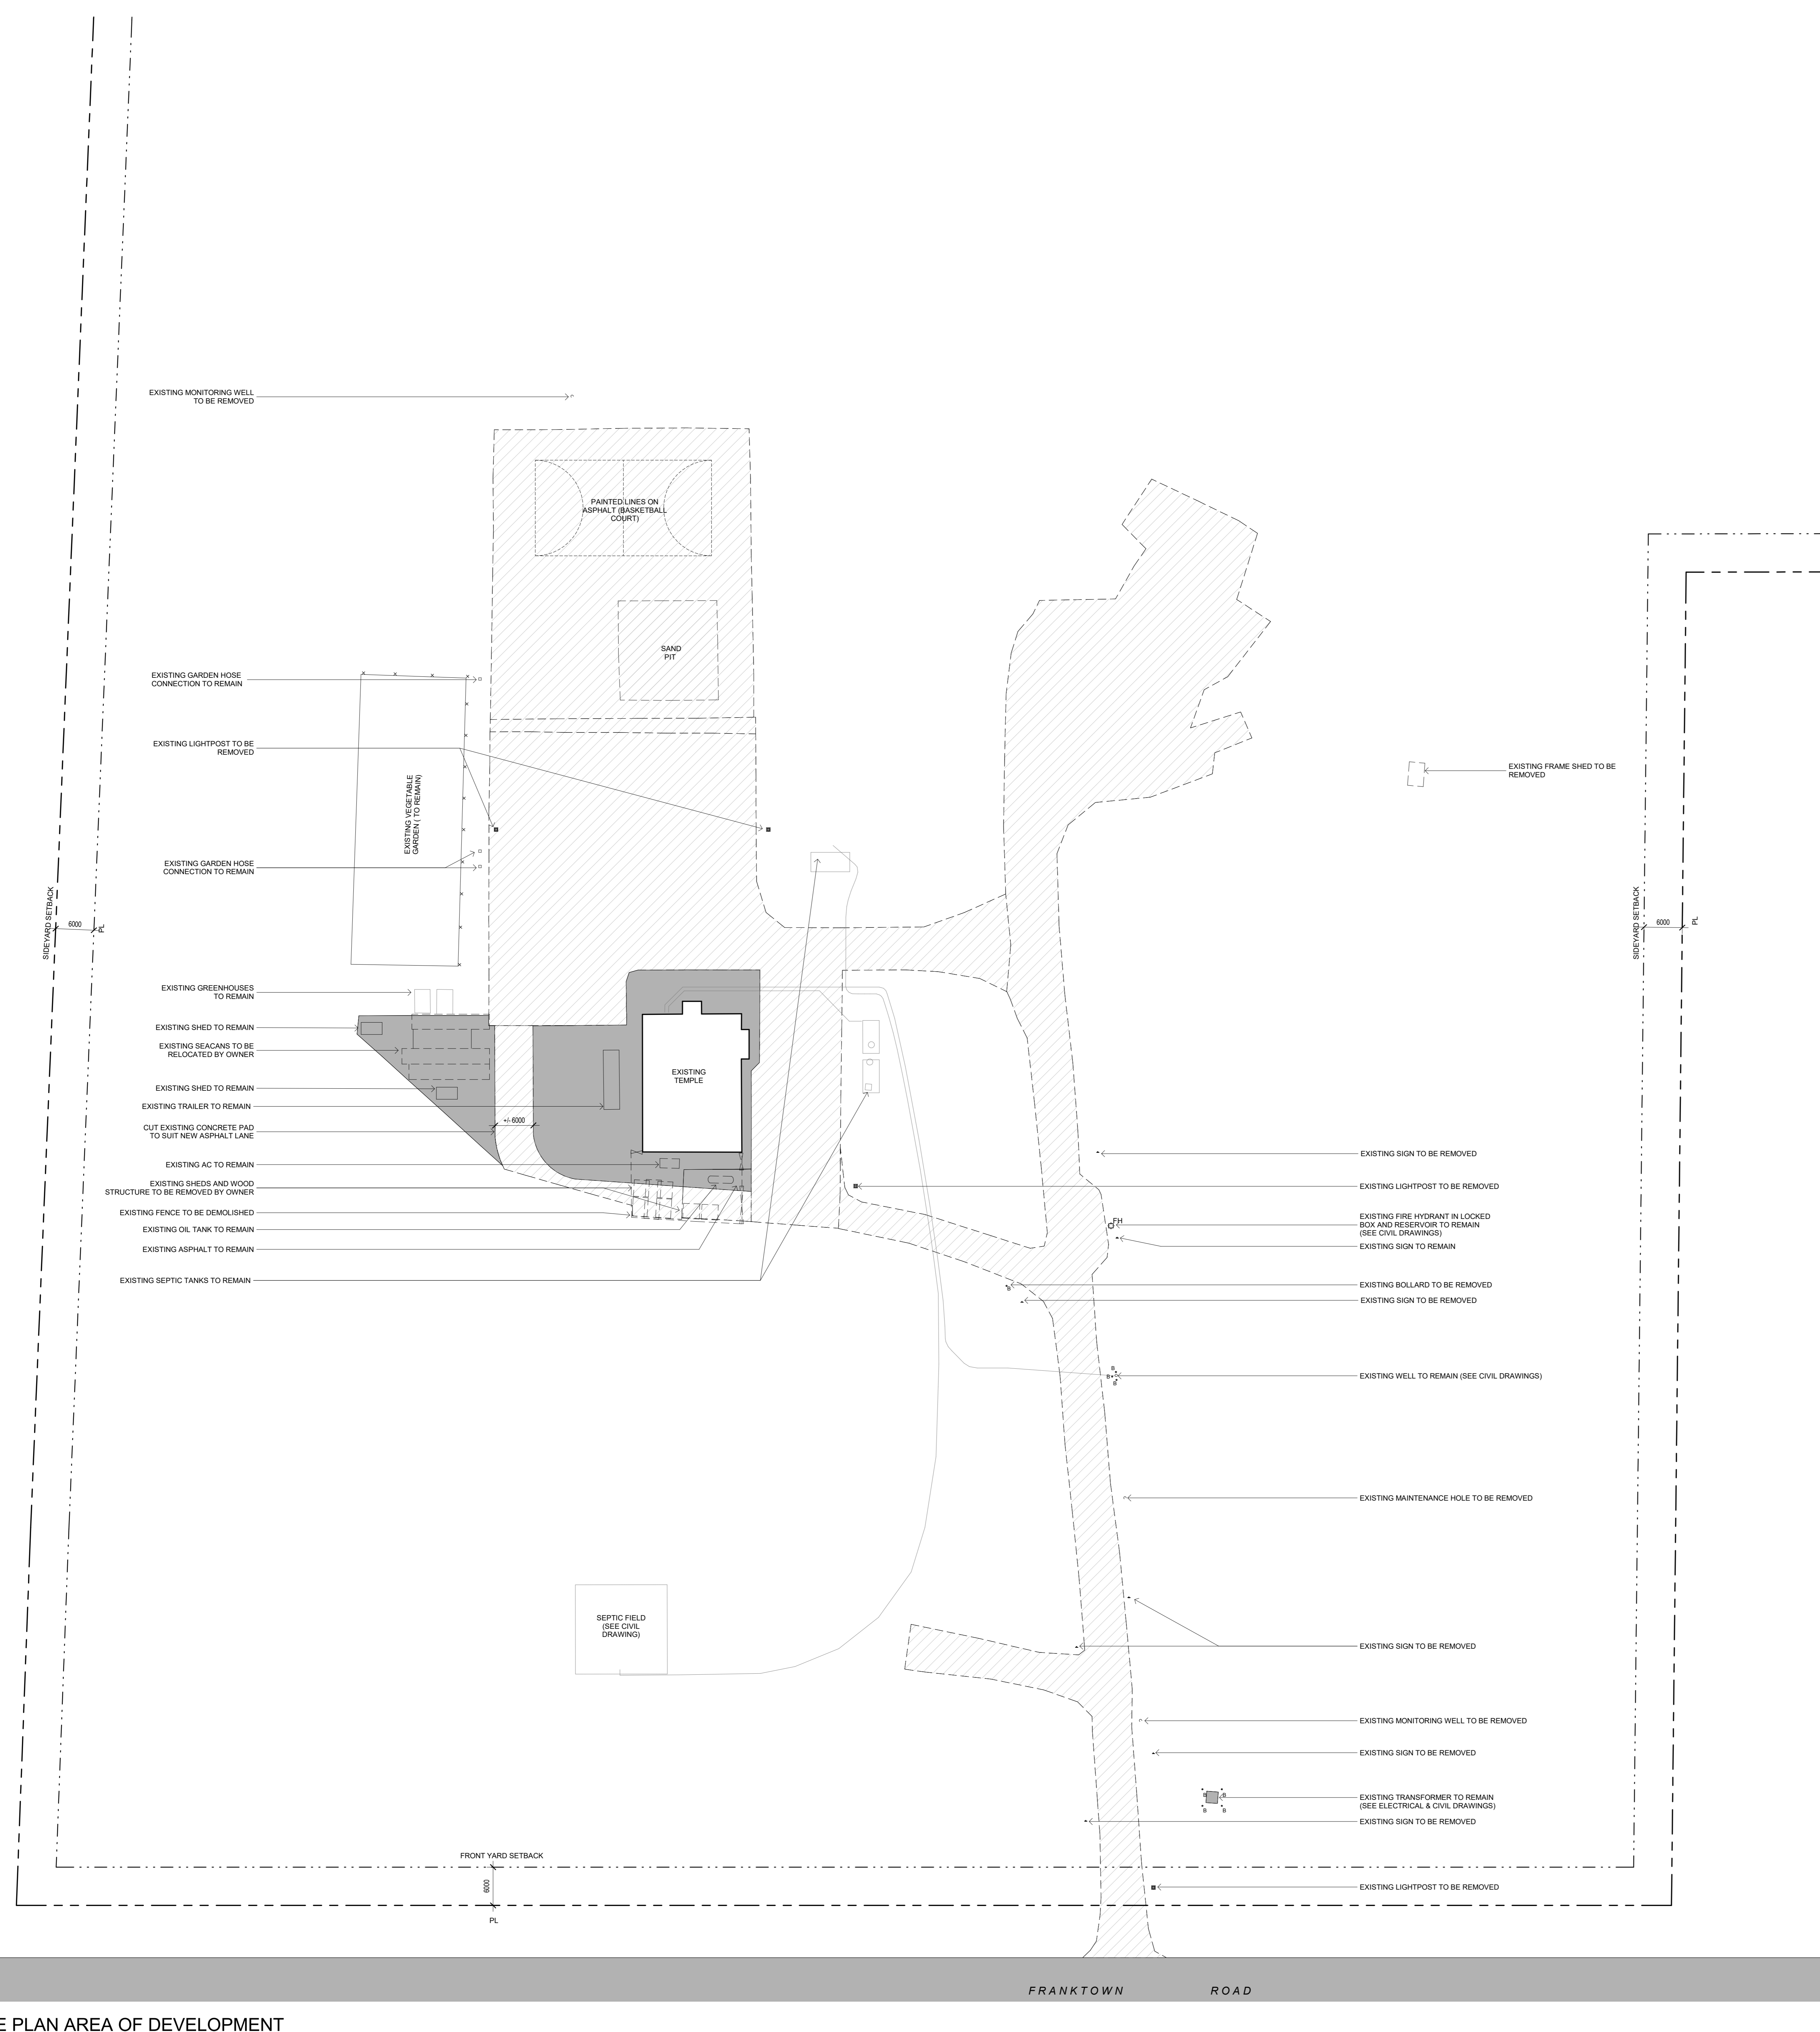 EXISTING MONITORING WELL
TO BE REMOVED
PAINTED LINES ON
ASPHALT (BASKETBALL
COURT)
SAND
PIT
EXISTING GARDEN HOSE
CONNECTION TO REMAIN
EXISTING LIGHTPOST TO BE
REMOVED
EXISTING VEGETABLE
GARDEN ( TO REMAIN)
EXISTING GARDEN HOSE
CONNECTION TO REMAIN
EXISTING FRAME SHED TO BE
REMOVED
SIDEYARD SETBACK
6000
PL
SIDEYARD SETBACK
6000
PL
EXISTING GREENHOUSES
TO REMAIN
EXISTING SHED TO REMAIN
EXISTING SEACANS TO BE
RELOCATED BY OWNER
EXISTING SHED TO REMAIN
EXISTING TRAILER TO REMAIN
CUT EXISTING CONCRETE PAD
TO SUIT NEW ASPHALT LANE
+/- 6000
EXISTING
TEMPLE
EXISTING AC TO REMAIN
EXISTING SHEDS AND WOOD
STRUCTURE TO BE REMOVED BY OWNER
EXISTING FENCE TO BE DEMOLISHED
EXISTING OIL TANK TO REMAIN
EXISTING ASPHALT TO REMAIN
EXISTING SEPTIC TANKS TO REMAIN
EXISTING SIGN TO BE REMOVED
EXISTING LIGHTPOST TO BE REMOVED
FH
EXISTING FIRE HYDRANT IN LOCKED
BOX AND RESERVOIR TO REMAIN
(SEE CIVIL DRAWINGS)
EXISTING SIGN TO REMAIN
B
EXISTING BOLLARD TO BE REMOVED
EXISTING SIGN TO BE REMOVED
B
B
B
EXISTING WELL TO REMAIN (SEE CIVIL DRAWINGS)
EXISTING MAINTENANCE HOLE TO BE REMOVED
SEPTIC FIELD
(SEE CIVIL
DRAWING)
EXISTING SIGN TO BE REMOVED
EXISTING MONITORING WELL TO BE REMOVED
EXISTING SIGN TO BE REMOVED
B
B
B
B
EXISTING TRANSFORMER TO REMAIN
(SEE ELECTRICAL & CIVIL DRAWINGS)
EXISTING SIGN TO BE REMOVED
FRONT YARD SETBACK
6000
PL
EXISTING LIGHTPOST TO BE REMOVED
FRANKTOWN ROAD
E PLAN AREA OF DEVELOPMENT